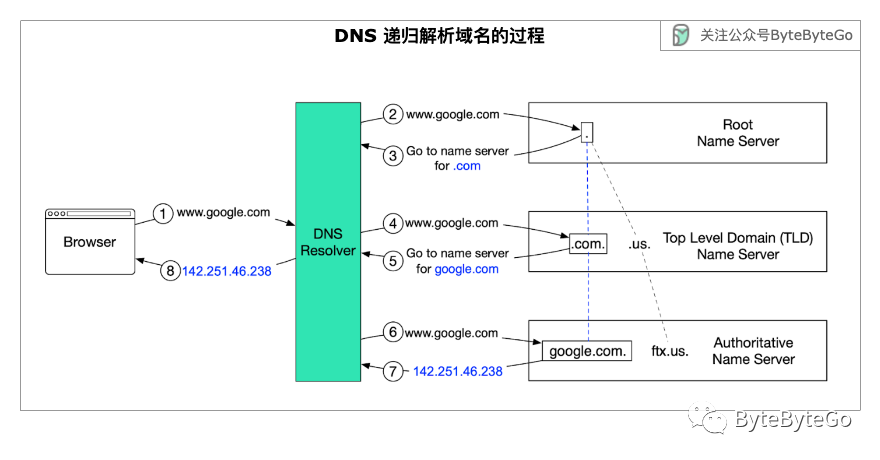 DNS 递归解析域名的过程
关注公众号ByteByteGo
2 www.google.com
.
Root
Name Server
3 Go to name server
for .com
1 www.google.com
Browser
8 142.251.46.238
DNS
Resolver
4 www.google.com
.com.
.us.
Top Level Domain (TLD)
Name Server
5 Go to name server
for google.com
6 www.google.com
google.com.
ftx.us.
Authoritative
Name Server
7 142.251.46.238
ByteByteGo